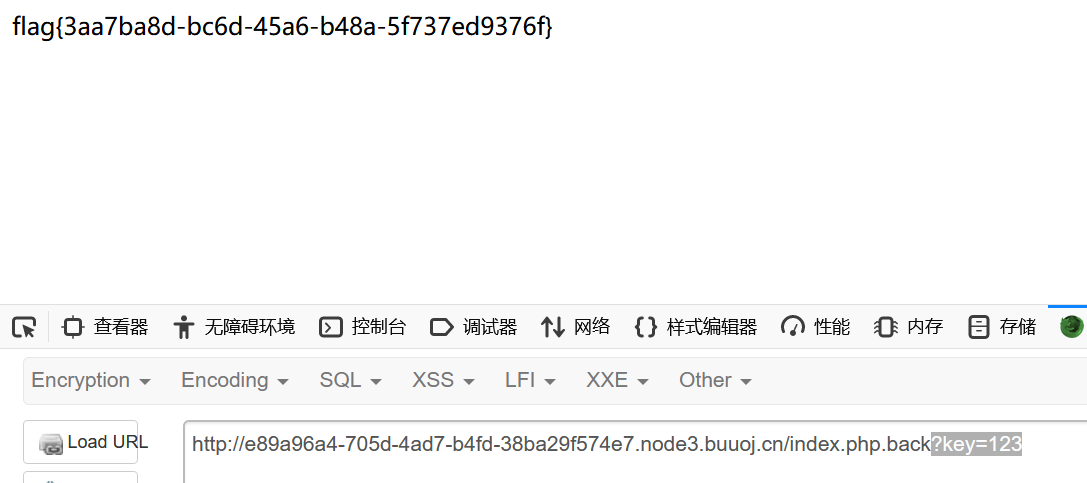 flag{3aa7ba8d-bc6d-45a6-b48a-5f737ed9376f}
查看器 无障碍环境 控制台 调试器 网络 样式编辑器 性能 内存 存储
Encryption Encoding SQL XSS LFI XXE Other
Load URL http://e89a96a4-705d-4ad7-b4fd-38ba29f574e7.node3.buuoj.cn/index.php.back?key=123